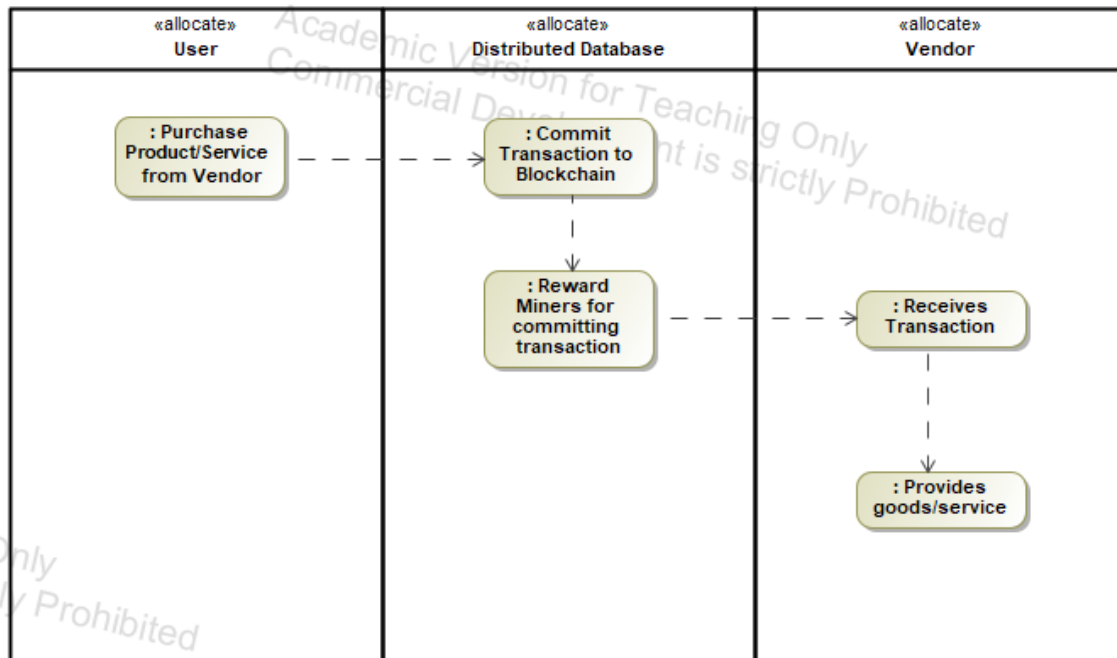 «allocate»
User
«allocate»
Distributed Database
«allocate»
Vendor
Academic Version for Teaching Only
Commercial Development is strictly Prohibited
: Purchase
Product/Service
from Vendor
: Commit
Transaction to
Blockchain
: Reward
Miners for
committing
transaction
: Receives
Transaction
: Provides
goods/service
Only
ly Prohibited